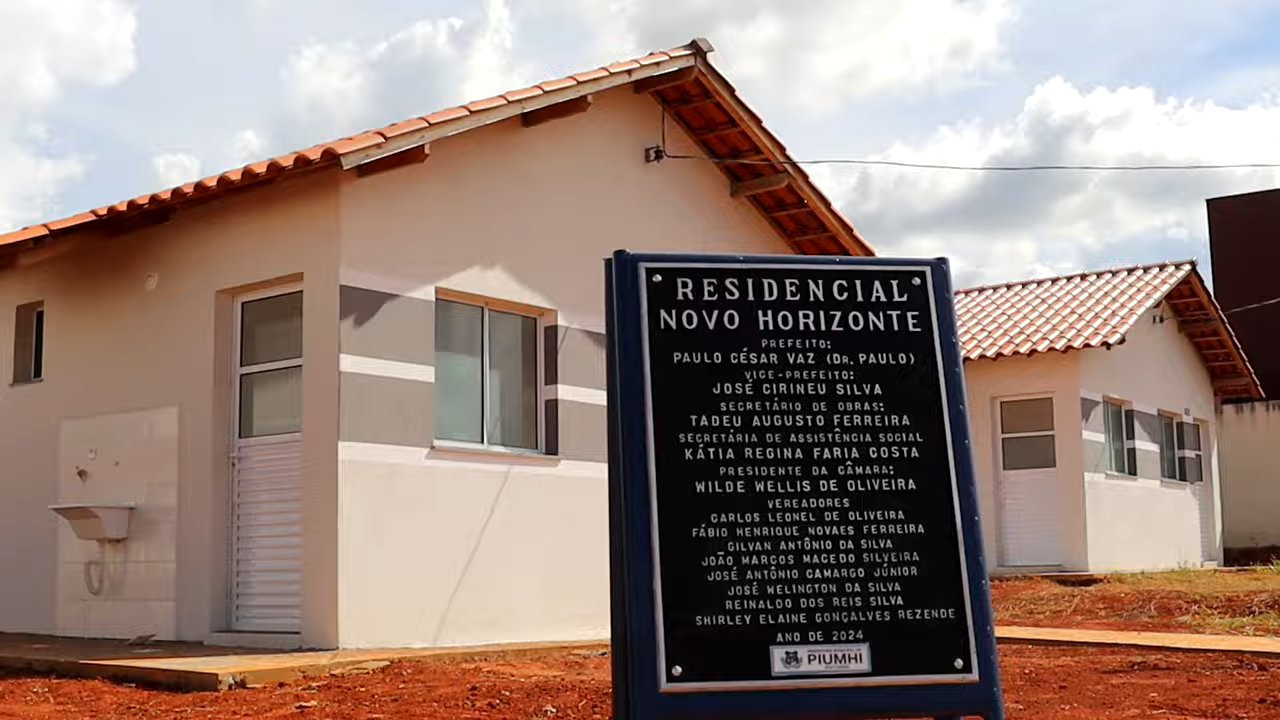 RESIDENCIAL
NOVO HORIZONTE
PREFEITO:
PAULO CÉSAR VAZ (DR. PAULO)
VICE-PREFEITO:
JOSÉ CIRINEU SILVA
SECRETÁRIO DE OBRAS:
TADEU AUGUSTO FERREIRA
SECRETÁRIA DE ASSISTÊNCIA SOCIAL
KÁTIA REGINA FARIA COSTA
PRESIDENTE DA CÂMARA:
WILDE WELLIS DE OLIVEIRA
VEREADORES
CARLOS LEONEL DE OLIVEIRA
FÁBIO HENRIQUE NOVAES FERREIRA
GILVAN ANTÔNIO DA SILVA
JOÃO MARCOS MACEDO SILVEIRA
JOSÉ ANTÔNIO CAMARGO JÚNIOR
JOSÉ WELINGTON DA SILVA
REINALDO DOS REIS SILVA
SHIRLEY ELAINE GONÇALVES REZENDE
ANO DE 2024
PIUMHI